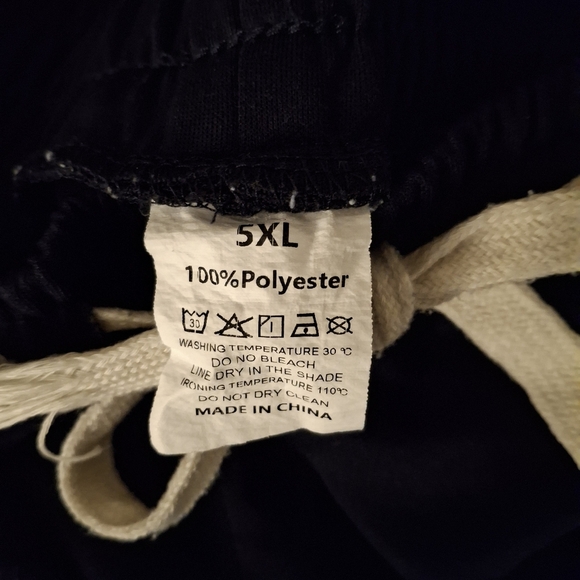 5XL
100%Polyester
30
WASHING TEMPERATURE 30 ℃
DO NO BLEACH
LINE DRY IN THE SHADE
IRONING TEMPERATURE 110℃
DO NOT DRY CLEAN
MADE IN CHINA